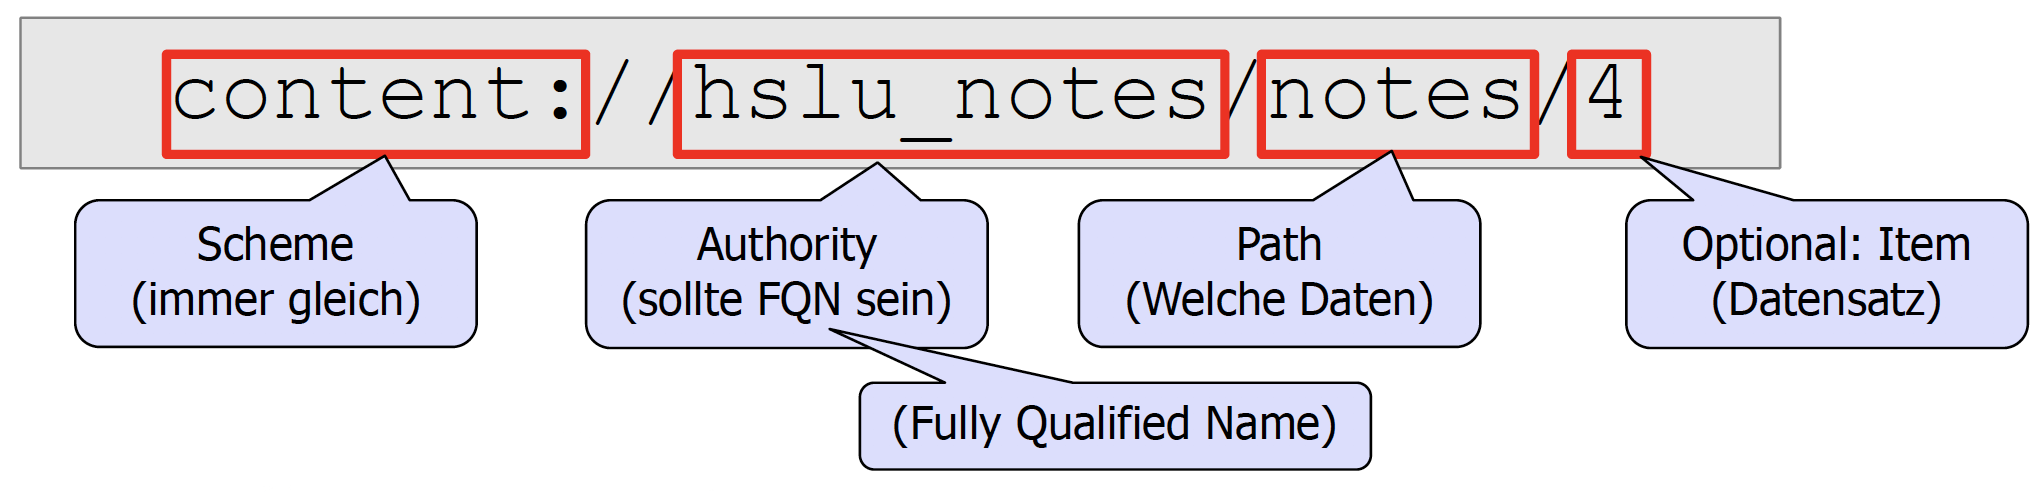 content://hslu_notes/notes/4
Scheme
(immer gleich)
Authority
(sollte FQN sein)
Path
(Welche Daten)
Optional: Item
(Datensatz)
(Fully Qualified Name)